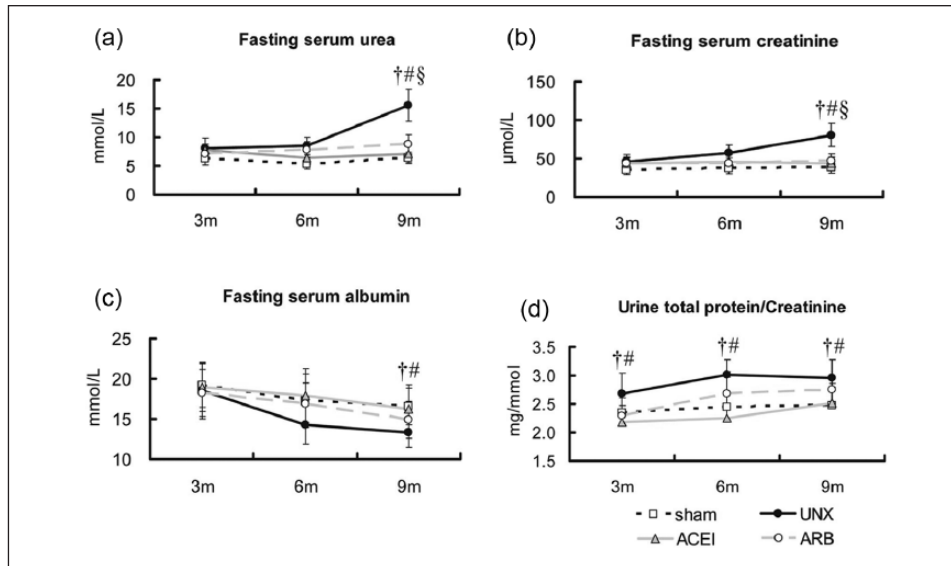 (a)
Fasting serum urea
mmol/L
20
15
10
5
0
†#§
3m 6m 9m
(b)
Fasting serum creatinine
µmol/L
150
100
50
0
†#§
3m 6m 9m
(c)
Fasting serum albumin
mmol/L
25
20
15
10
†#
3m 6m 9m
(d)
Urine total protein/Creatinine
mg/mmol
3.5
3.0
2.5
2.0
1.5
†# †# †#
3m 6m 9m
sham UNX
ACEI ARB